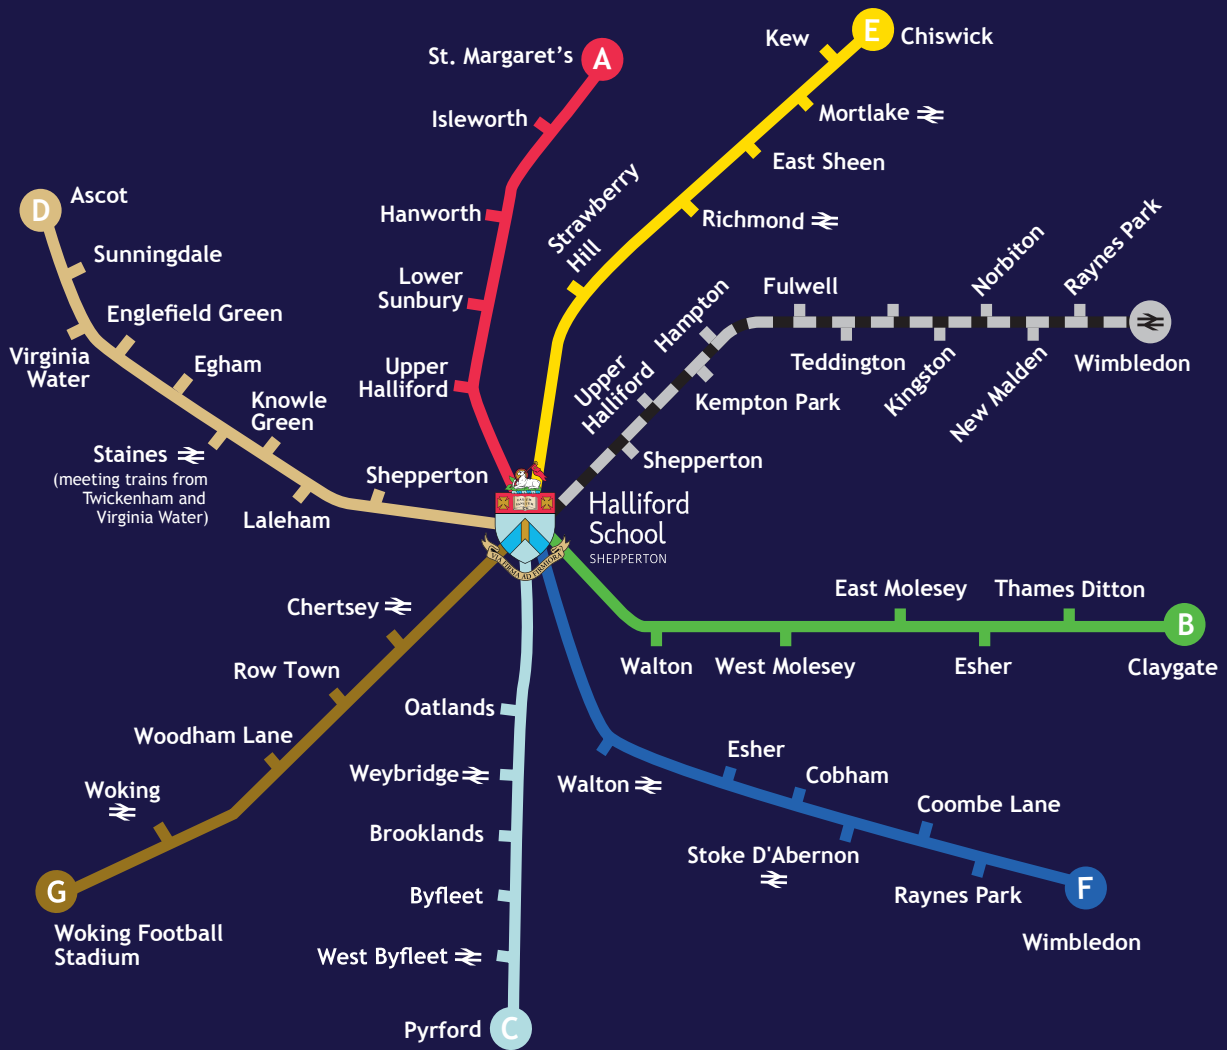 A
St. Margaret's
Isleworth
Hanworth
Lower
Sunbury
Upper
Halliford
E
Kew
Chiswick
Mortlake
East Sheen
Richmond
Strawberry
Hill
D
Ascot
Sunningdale
Englefield Green
Virginia
Water
Egham
Knowle
Green
Staines
(meeting trains from
Twickenham and
Virginia Water)
Laleham
Shepperton
Fulwell
Norbiton
Raynes Park
Hampton
Upper
Halliford
Teddington
Kingston
New Malden
Wimbledon
Kempton Park
Shepperton
Halliford
School
SHEPPERTON
VIA FIRMA AD FIRMIORA
East Molesey
Thames Ditton
B
Walton
West Molesey
Esher
Claygate
Chertsey
Row Town
Woodham Lane
Woking
G
Woking Football
Stadium
Oatlands
Weybridge
Brooklands
Byfleet
West Byfleet
Pyrford
C
Walton
Esher
Cobham
Coombe Lane
Stoke D'Abernon
Raynes Park
F
Wimbledon